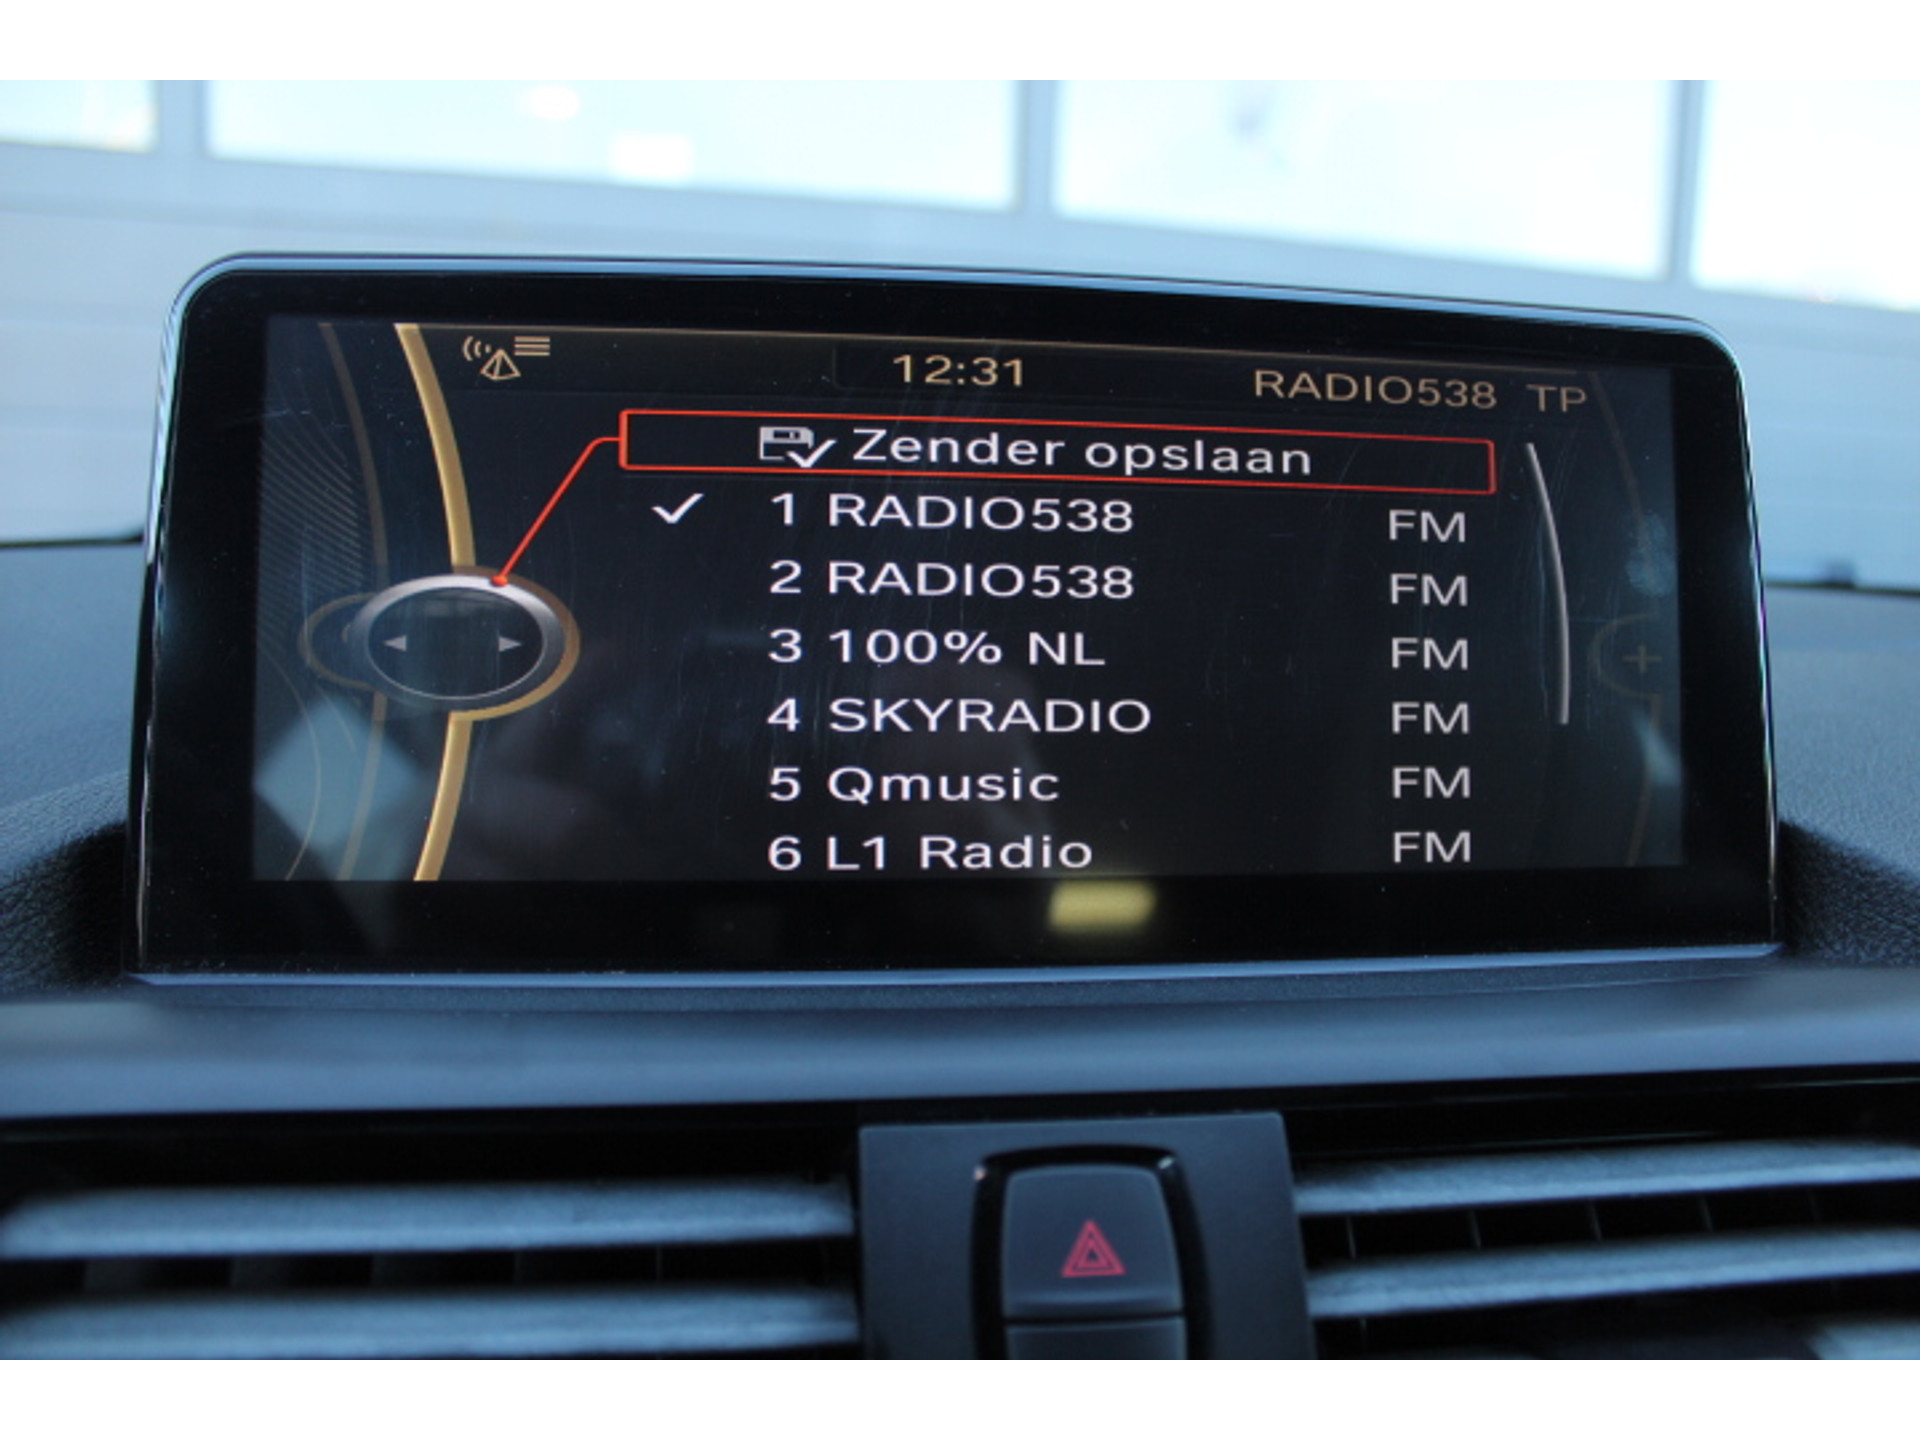 12:31 RADIO538 TP
Zender opslaan
1 RADIO538 FM
2 RADIO538 FM
3 100% NL FM
4 SKYRADIO FM
5 Qmusic FM
6 L1 Radio FM